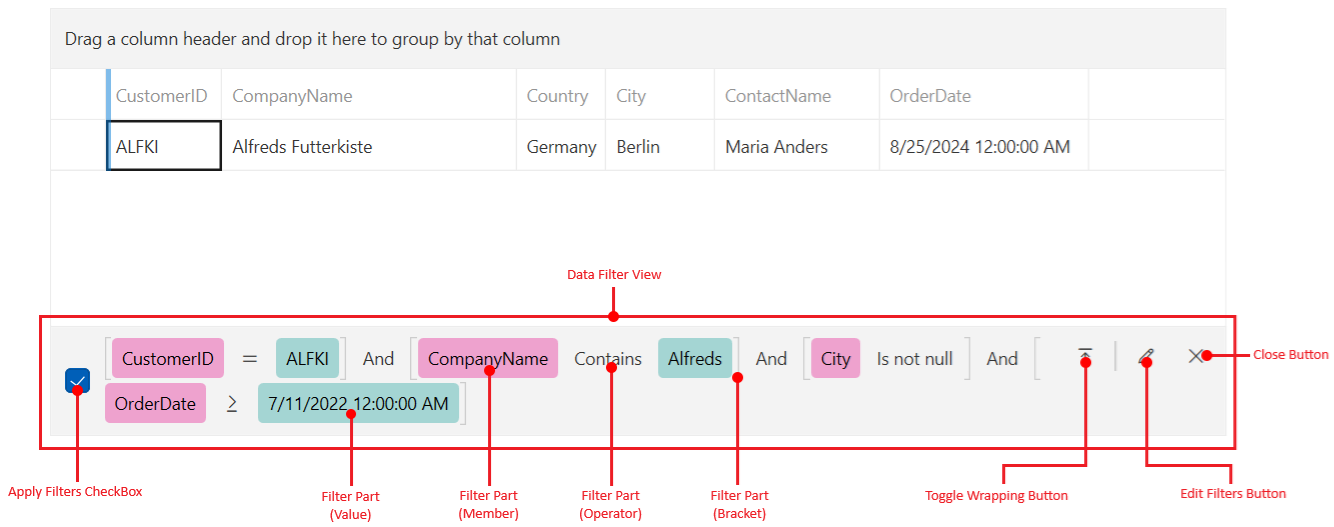 Drag a column header and drop it here to group by that column
CustomerID CompanyName Country City ContactName OrderDate
ALFKI Alfreds Futterkiste Germany Berlin Maria Anders 8/25/2024 12:00:00 AM
Data Filter View
[ CustomerID = ALFKI ] And [ CompanyName Contains Alfreds ] And [ City Is not null ] And [
Close Button
OrderDate ≥ 7/11/2022 12:00:00 AM ]
Apply Filters CheckBox
Filter Part
(Value)
Filter Part
(Member)
Filter Part
(Operator)
Filter Part
(Bracket)
Toggle Wrapping Button
Edit Filters Button